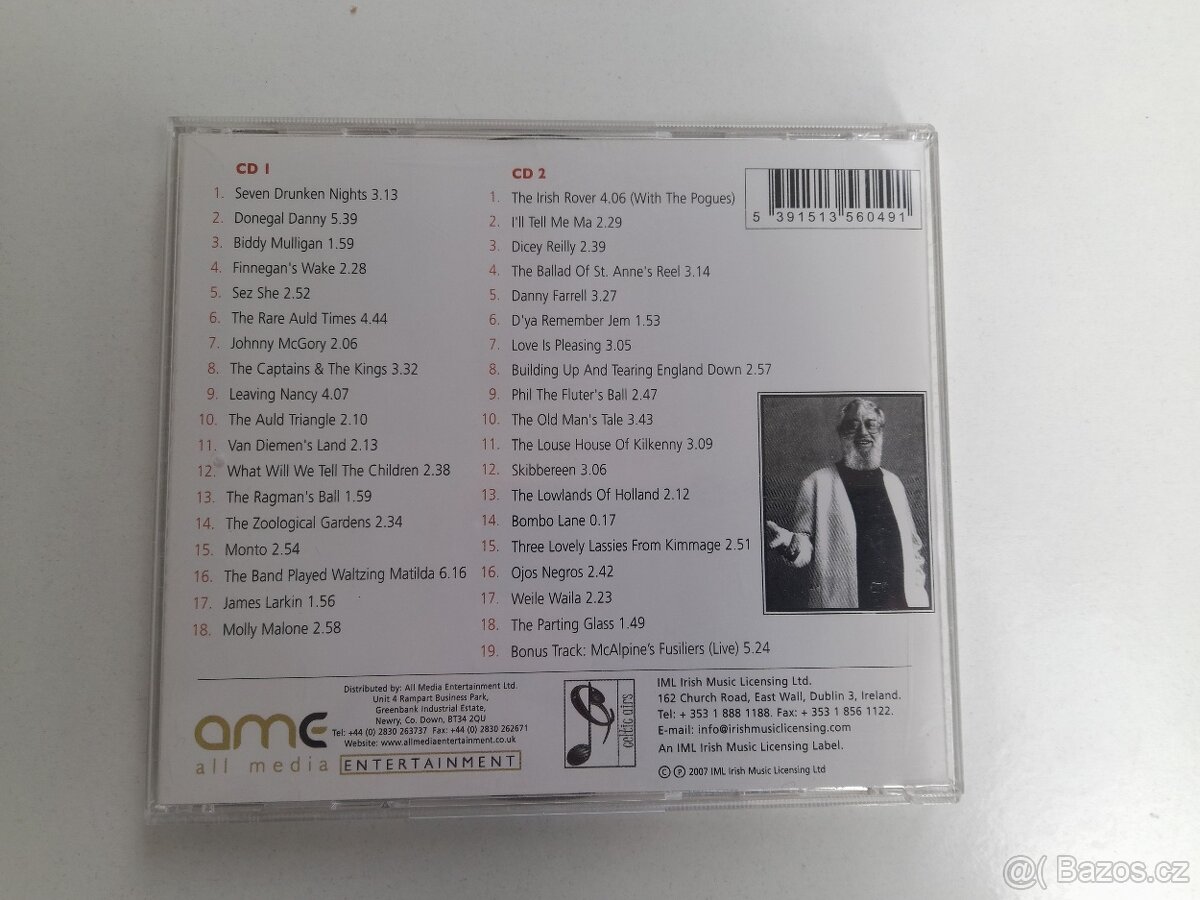 CD 1
1. Seven Drunken Nights 3.13
2. Donegal Danny 5.39
3. Biddy Mulligan 1.59
4. Finnegan's Wake 2.28
5. Sez She 2.52
6. The Rare Auld Times 4.44
7. Johnny McGory 2.06
8. The Captains & The Kings 3.32
9. Leaving Nancy 4.07
10. The Auld Triangle 2.10
11. Van Diemen's Land 2.13
12. What Will We Tell The Children 2.38
13. The Ragman's Ball 1.59
14. The Zoological Gardens 2.34
15. Monto 2.54
16. The Band Played Waltzing Matilda 6.16
17. James Larkin 1.56
18. Molly Malone 2.58
CD 2
1. The Irish Rover 4.06 (With The Pogues)
2. I'll Tell Me Ma 2.29
3. Dicey Reilly 2.39
4. The Ballad Of St. Anne's Reel 3.14
5. Danny Farrell 3.27
6. D'ya Remember Jem 1.53
7. Love Is Pleasing 3.05
8. Building Up And Tearing England Down 2.57
9. Phil The Fluter's Ball 2.47
10. The Old Man's Tale 3.43
11. The Louse House Of Kilkenny 3.09
12. Skibbereen 3.06
13. The Lowlands Of Holland 2.12
14. Bombo Lane 0.17
15. Three Lovely Lassies From Kimmage 2.51
16. Ojos Negros 2.42
17. Weile Waila 2.23
18. The Parting Glass 1.49
19. Bonus Track: McAlpine's Fusiliers (Live) 5.24
5 391513 560491
Distributed by: All Media Entertainment Ltd.
Unit 4 Rampart Business Park,
Greenbank Industrial Estate,
Newry, Co. Down, BT34 2QU
Tel: +44 (0) 2830 263737 Fax: +44 (0) 2830 262671
Website: www.allmediaentertainment.co.uk
ame
all media ENTERTAINMENT
celtic airs
IML Irish Music Licensing Ltd.
162 Church Road, East Wall, Dublin 3, Ireland.
Tel: + 353 1 888 1188. Fax: + 353 1 856 1122.
E-mail: info@irishmusiclicensing.com
An IML Irish Music Licensing Label.
© ℗ 2007 IML Irish Music Licensing Ltd
@( Bazos.cz